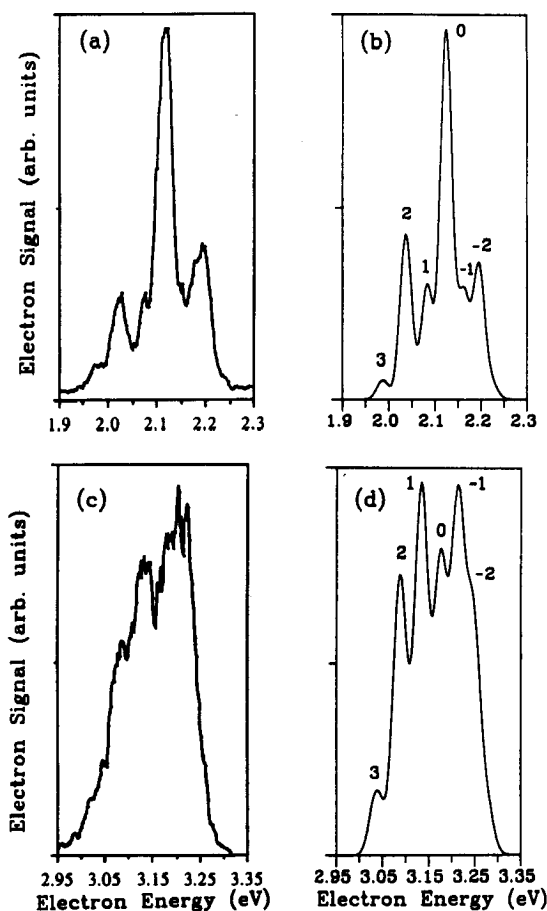 (a)
(b)
0
2
1
-1
-2
3
Electron Signal (arb. units)
1.9 2.0 2.1 2.2 2.3
1.9 2.0 2.1 2.2 2.3
(c)
(d)
1
-1
2
0
-2
3
Electron Signal (arb. units)
2.95 3.05 3.15 3.25 3.35
2.95 3.05 3.15 3.25 3.35
Electron Energy (eV)
Electron Energy (eV)